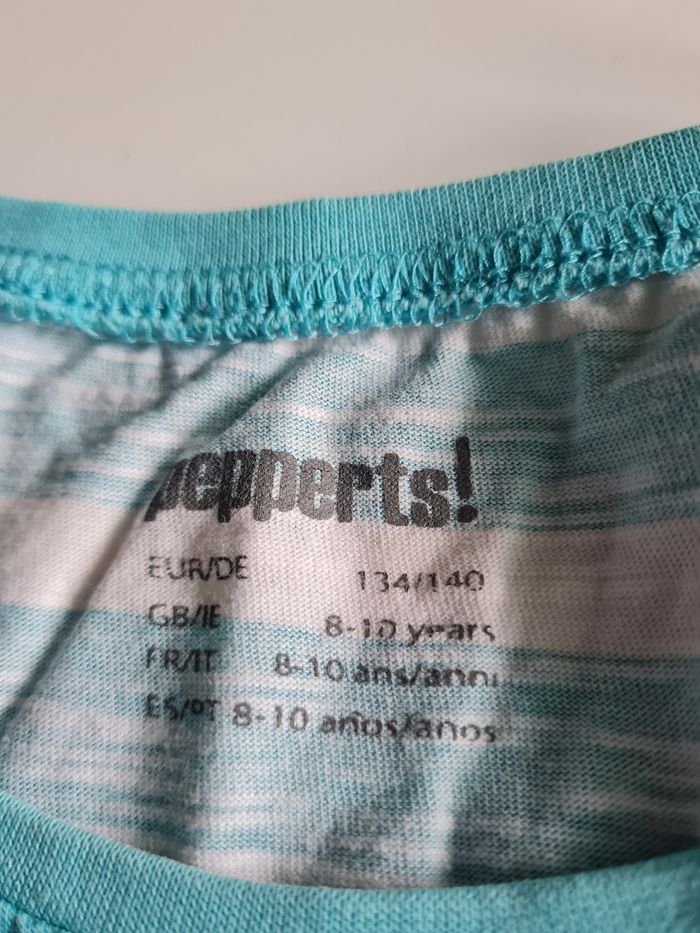 pepperts!
EUR/DE 134/140
GB/IE 8-10 years
FR/IT 8-10 ans/anni
ES/PT 8-10 años/anos